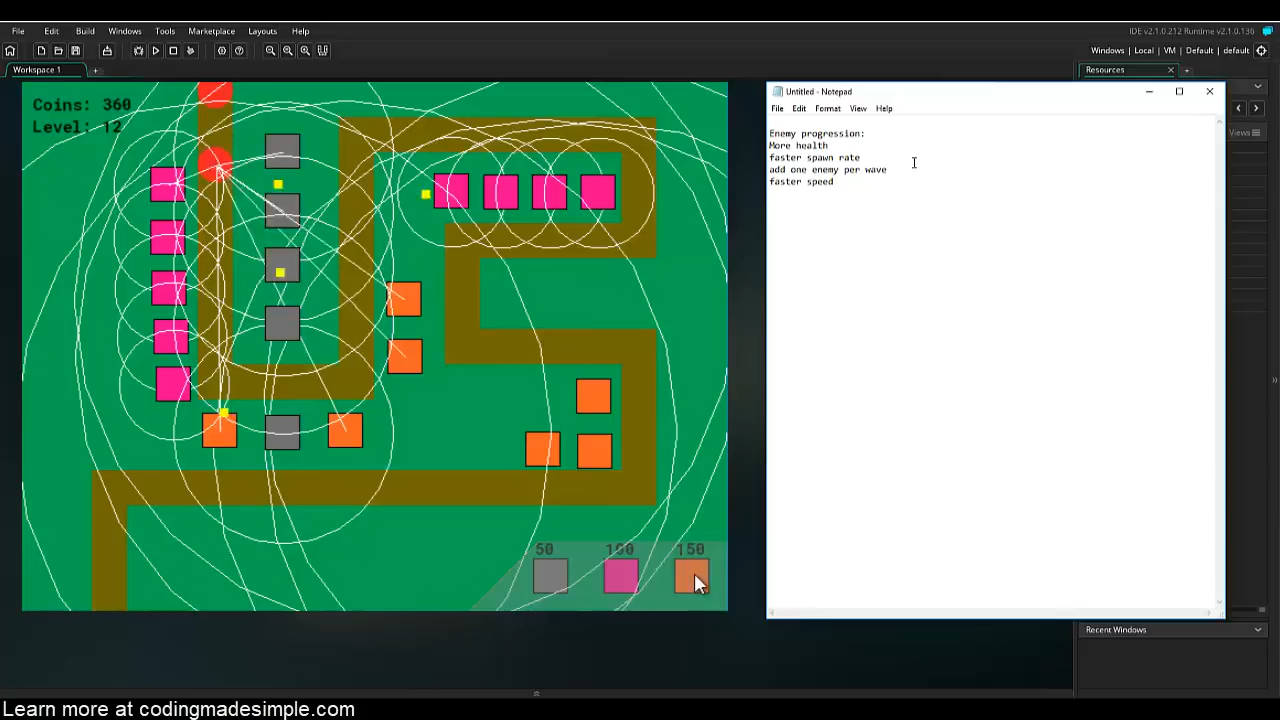 File Edit Build Windows Tools Marketplace Layouts Help
IDE v2.1.0.212 Runtime v2.1.0.136
Windows | Local | VM | Default | default
Workspace 1
Resources
Views
Coins: 360
Level: 12
50 100 150
Untitled - Notepad
File Edit Format View Help
Enemy progression:
More health
faster spawn rate
add one enemy per wave
faster speed
Recent Windows
Learn more at codingmadesimple.com